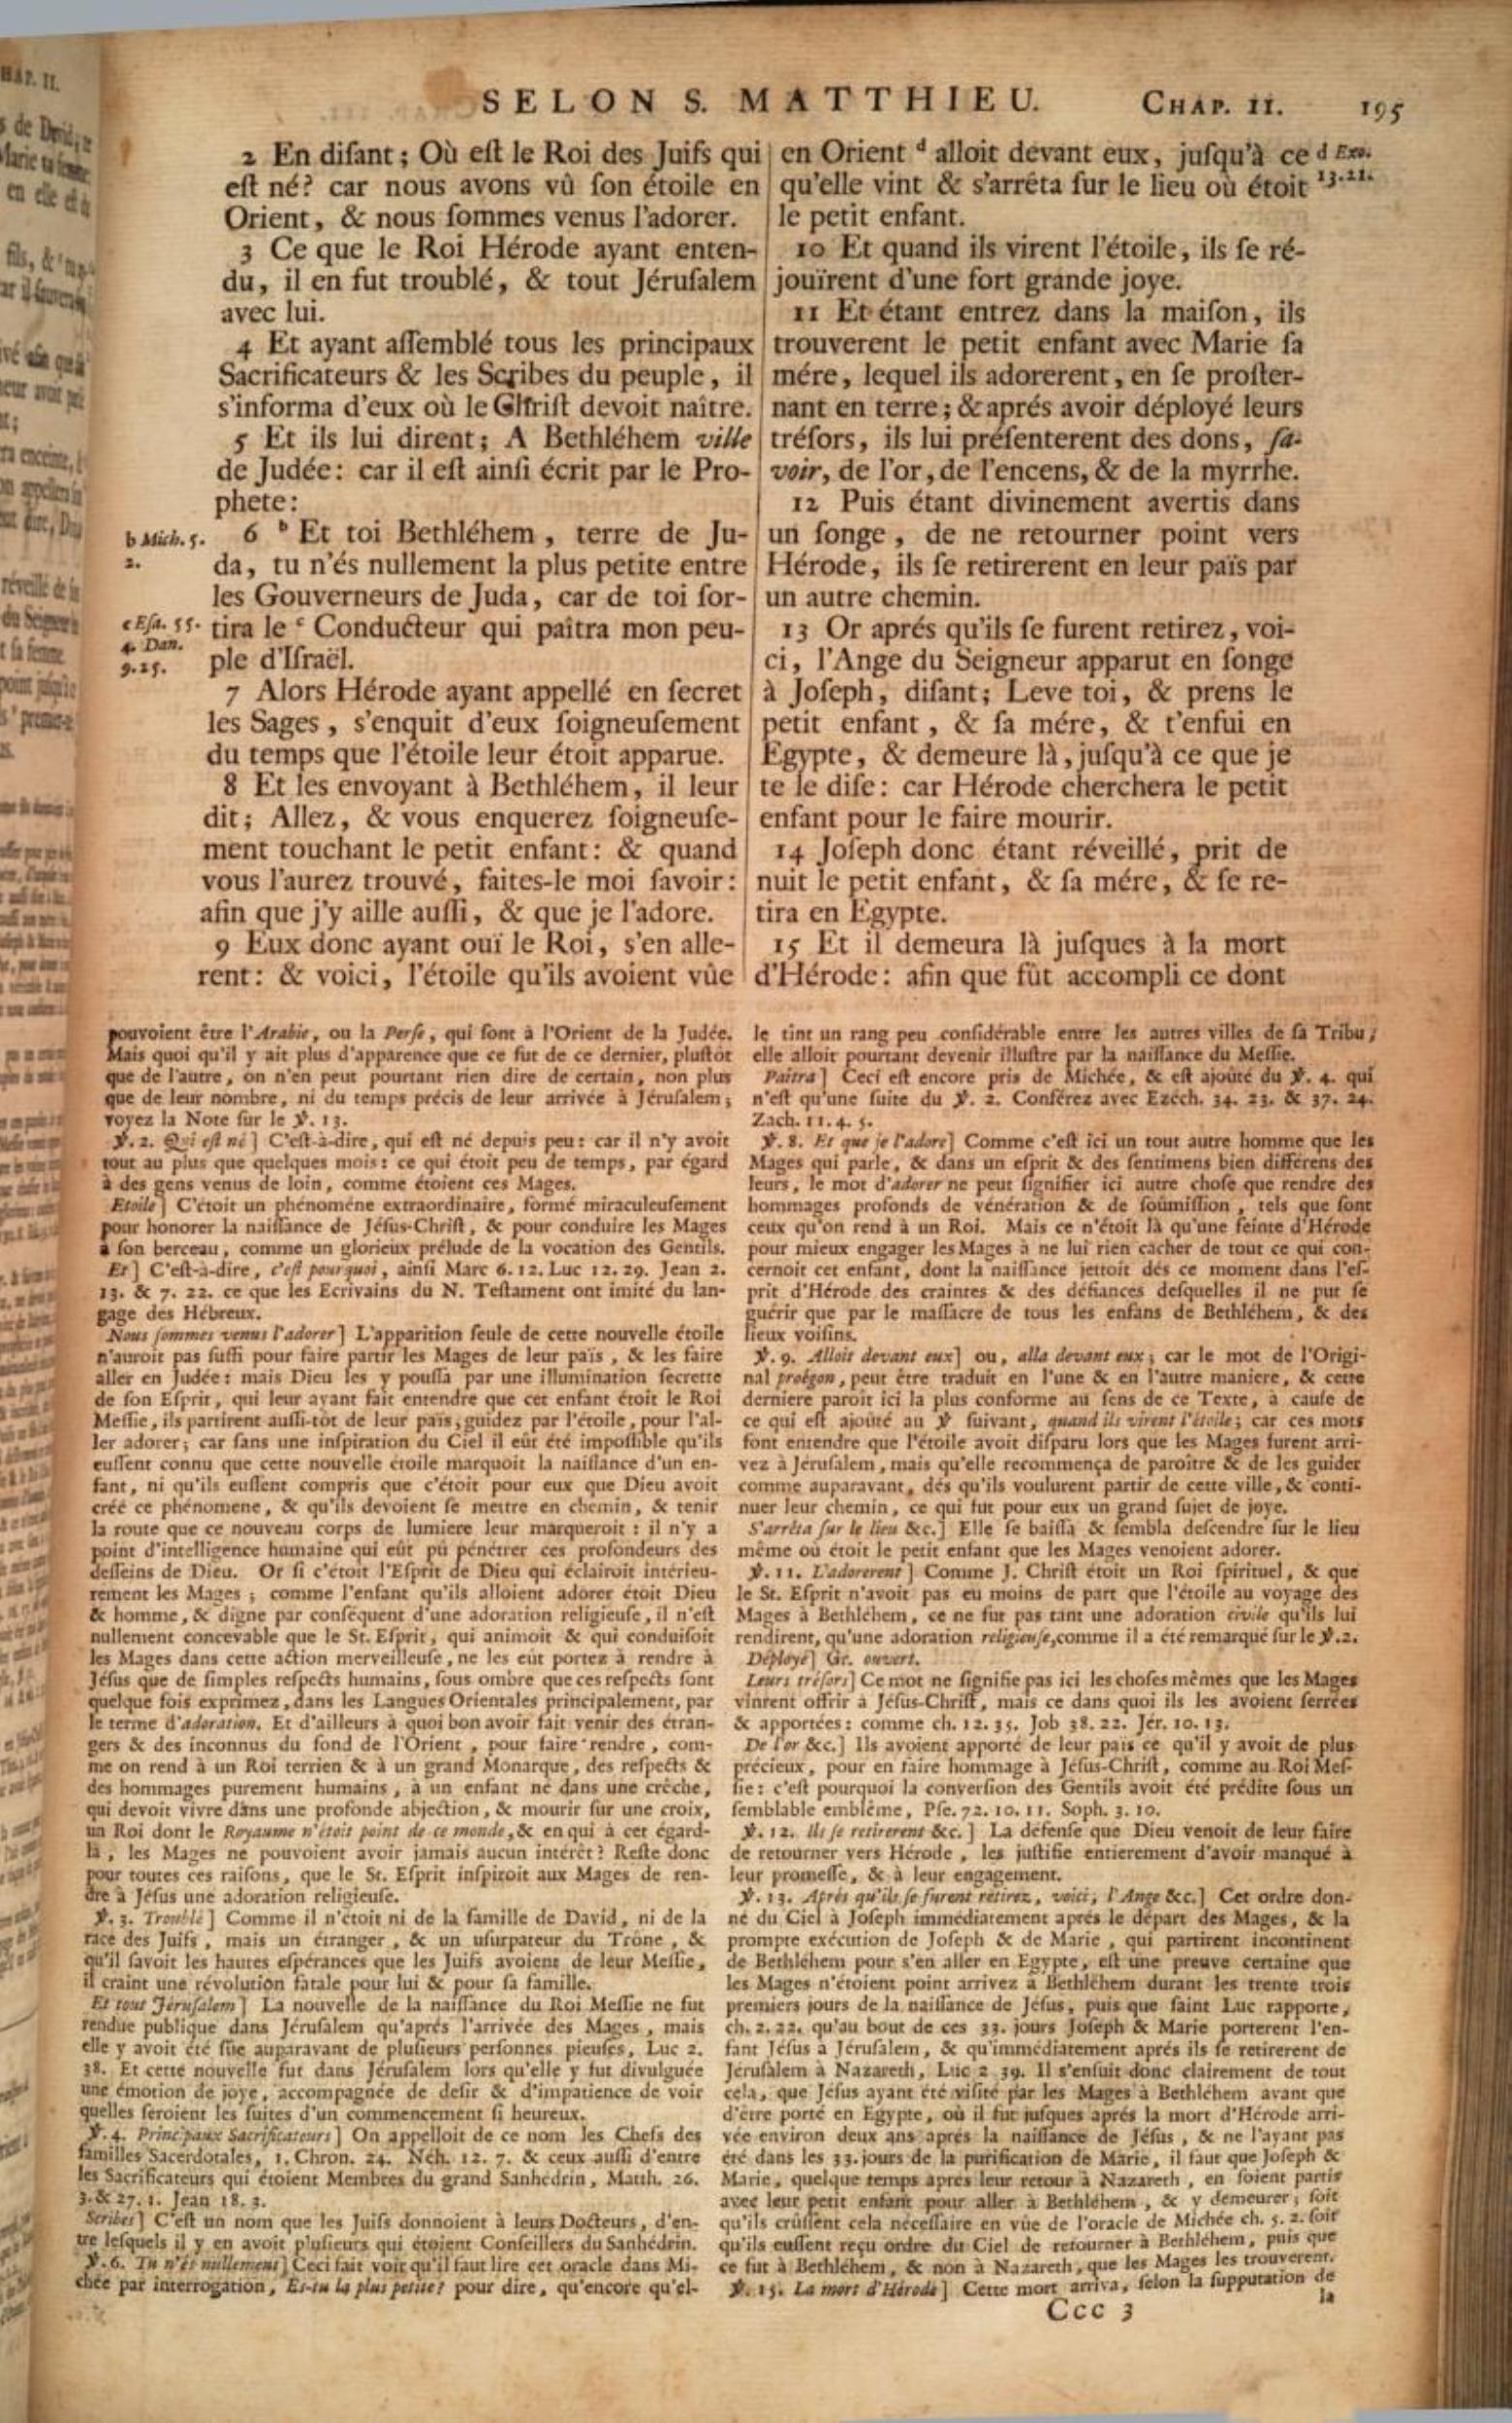 SELON S. MATTHIEU. CHAP. II. 195
2 En diſant; Où eſt le Roi des Juifs qui
eſt né? car nous avons vû ſon étoile en
Orient, & nous ſommes venus l'adorer.
3 Ce que le Roi Hérode ayant enten-
du, il en fut troublé, & tout Jéruſalem
avec lui.
4 Et ayant aſſemblé tous les principaux
Sacrificateurs & les Scribes du peuple, il
s'informa d'eux où le Chriſt devoit naître.
5 Et ils lui dirent; A Bethléhem ville
de Judée: car il eſt ainſi écrit par le Pro-
phete:
b Mich. 5.
2.
6 b Et toi Bethléhem, terre de Ju-
da, tu n'és nullement la plus petite entre
les Gouverneurs de Juda, car de toi ſor-
c Eſa. 55.
4. Dan.
9.25.
tira le c Conducteur qui paîtra mon peu-
ple d'Iſraël.
7 Alors Hérode ayant appellé en ſecret
les Sages, s'enquit d'eux ſoigneuſement
du temps que l'étoile leur étoit apparue.
8 Et les envoyant à Bethléhem, il leur
dit; Allez, & vous enquerez ſoigneuſe-
ment touchant le petit enfant: & quand
vous l'aurez trouvé, faites-le moi ſavoir:
afin que j'y aille auſſi, & que je l'adore.
9 Eux donc ayant ouï le Roi, s'en alle-
rent: & voici, l'étoile qu'ils avoient vûe
en Orient d alloit devant eux, juſqu'à ce
d Exo.
13.21.
qu'elle vint & s'arrêta ſur le lieu où étoit
le petit enfant.
10 Et quand ils virent l'étoile, ils ſe ré-
jouïrent d'une fort grande joye.
11 Et étant entrez dans la maiſon, ils
trouverent le petit enfant avec Marie ſa
mére, lequel ils adorerent, en ſe proſter-
nant en terre; & aprés avoir déployé leurs
tréſors, ils lui préſenterent des dons, ſa-
voir, de l'or, de l'encens, & de la myrrhe.
12 Puis étant divinement avertis dans
un ſonge, de ne retourner point vers
Hérode, ils ſe retirerent en leur païs par
un autre chemin.
13 Or aprés qu'ils ſe furent retirez, voi-
ci, l'Ange du Seigneur apparut en ſonge
à Joſeph, diſant; Leve toi, & prens le
petit enfant, & ſa mére, & t'enfui en
Egypte, & demeure là, juſqu'à ce que je
te le diſe: car Hérode cherchera le petit
enfant pour le faire mourir.
14 Joſeph donc étant réveillé, prit de
nuit le petit enfant, & ſa mére, & ſe re-
tira en Egypte.
15 Et il demeura là juſques à la mort
d'Hérode: afin que fût accompli ce dont
pouvoient être l'Arabie, ou la Perſe, qui ſont à l'Orient de la Judée.
Mais quoi qu'il y ait plus d'apparence que ce fut de ce dernier, pluſtôt
que de l'autre, on n'en peut pourtant rien dire de certain, non plus
que de leur nombre, ni du temps précis de leur arrivée à Jéruſalem;
voyez la Note ſur le ℣. 13.
℣. 2. Qui eſt né] C'eſt-à-dire, qui eſt né depuis peu: car il n'y avoit
tout au plus que quelques mois: ce qui étoit peu de temps, par égard
à des gens venus de loin, comme étoient ces Mages.
Etoile] C'étoit un phénoméne extraordinaire, formé miraculeuſement
pour honorer la naiſſance de Jéſus-Chriſt, & pour conduire les Mages
à ſon berceau, comme un glorieux prélude de la vocation des Gentils.
Et] C'eſt-à-dire, c'eſt pourquoi, ainſi Marc 6. 12. Luc 12. 29. Jean 2.
13. & 7. 22. ce que les Ecrivains du N. Teſtament ont imité du lan-
gage des Hébreux.
Nous ſommes venus l'adorer] L'apparition ſeule de cette nouvelle étoile
n'auroit pas ſuffi pour faire partir les Mages de leur païs, & les faire
aller en Judée: mais Dieu les y pouſſa par une illumination ſecrette
de ſon Eſprit, qui leur ayant fait entendre que cet enfant étoit le Roi
Meſſie, ils partirent auſſi-tôt de leur païs, guidez par l'étoile, pour l'al-
ler adorer; car ſans une inſpiration du Ciel il eût été impoſſible qu'ils
euſſent connu que cette nouvelle étoile marquoit la naiſſance d'un en-
fant, ni qu'ils euſſent compris que c'étoit pour eux que Dieu avoit
créé ce phénomene, & qu'ils devoient ſe mettre en chemin, & tenir
la route que ce nouveau corps de lumiere leur marqueroit: il n'y a
point d'intelligence humaine qui eût pû pénétrer ces profondeurs des
deſſeins de Dieu. Or ſi c'étoit l'Eſprit de Dieu qui éclairoit intérieu-
rement les Mages; comme l'enfant qu'ils alloient adorer étoit Dieu
& homme, & digne par conſéquent d'une adoration religieuſe, il n'eſt
nullement concevable que le St. Eſprit, qui animoit & qui conduiſoit
les Mages dans cette action merveilleuſe, ne les eût portez à rendre à
Jéſus que de ſimples reſpects humains, ſous ombre que ces reſpects ſont
quelque fois exprimez, dans les Langues Orientales principalement, par
le terme d'adoration. Et d'ailleurs à quoi bon avoir fait venir des étran-
gers & des inconnus du fond de l'Orient, pour faire rendre, com-
me on rend à un Roi terrien & à un grand Monarque, des reſpects &
des hommages purement humains, à un enfant né dans une crêche,
qui devoit vivre dans une profonde abjection, & mourir ſur une croix,
un Roi dont le Royaume n'étoit point de ce monde, & en qui à cet égard-
là, les Mages ne pouvoient avoir jamais aucun intérêt? Reſte donc
pour toutes ces raiſons, que le St. Eſprit inſpiroit aux Mages de ren-
dre à Jéſus une adoration religieuſe.
℣. 3. Troublé] Comme il n'étoit ni de la famille de David, ni de la
race des Juifs, mais un étranger, & un uſurpateur du Trône, &
qu'il ſavoit les hautes eſpérances que les Juifs avoient de leur Meſſie,
il craint une révolution fatale pour lui & pour ſa famille.
Et tout Jéruſalem] La nouvelle de la naiſſance du Roi Meſſie ne fut
rendue publique dans Jéruſalem qu'aprés l'arrivée des Mages, mais
elle y avoit été ſûe auparavant de pluſieurs perſonnes pieuſes, Luc 2.
38. Et cette nouvelle fut dans Jéruſalem lors qu'elle y fut divulguée
une émotion de joye, accompagnée de deſir & d'impatience de voir
quelles ſeroient les ſuites d'un commencement ſi heureux.
℣. 4. Principaux Sacrificateurs] On appelloit de ce nom les Chefs des
familles Sacerdotales, 1. Chron. 24. Néh. 12. 7. & ceux auſſi d'entre
les Sacrificateurs qui étoient Membres du grand Sanhédrin, Matth. 26.
3. & 27. 1. Jean 18. 3.
Scribes] C'eſt un nom que les Juifs donnoient à leurs Docteurs, d'en-
tre leſquels il y en avoit pluſieurs qui étoient Conſeillers du Sanhédrin.
℣. 6. Tu n'és nullement] Ceci fait voir qu'il faut lire cet oracle dans Mi-
chée par interrogation, Es-tu la plus petite? pour dire, qu'encore qu'el-
le tint un rang peu conſidérable entre les autres villes de ſa Tribu;
elle alloit pourtant devenir illuſtre par la naiſſance du Meſſie.
Paîtra] Ceci eſt encore pris de Michée, & eſt ajoûté du ℣. 4. qui
n'eſt qu'une ſuite du ℣. 2. Conférez avec Ezéch. 34. 23. & 37. 24.
Zach. 11. 4. 5.
℣. 8. Et que je l'adore] Comme c'eſt ici un tout autre homme que les
Mages qui parle, & dans un eſprit & des ſentimens bien différens des
leurs, le mot d'adorer ne peut ſignifier ici autre choſe que rendre des
hommages profonds de vénération & de ſoûmiſſion, tels que ſont
ceux qu'on rend à un Roi. Mais ce n'étoit là qu'une feinte d'Hérode
pour mieux engager les Mages à ne lui rien cacher de tout ce qui con-
cernoit cet enfant, dont la naiſſance jettoit dés ce moment dans l'eſ-
prit d'Hérode des craintes & des défiances deſquelles il ne put ſe
guérir que par le maſſacre de tous les enfans de Bethléhem, & des
lieux voiſins.
℣. 9. Alloit devant eux] ou, alla devant eux; car le mot de l'Origi-
nal proêgon, peut être traduit en l'une & en l'autre maniere, & cette
derniere paroît ici la plus conforme au ſens de ce Texte, à cauſe de
ce qui eſt ajoûté au ℣ ſuivant, quand ils virent l'étoile; car ces mots
font entendre que l'étoile avoit diſparu lors que les Mages furent arri-
vez à Jéruſalem, mais qu'elle recommença de paroître & de les guider
comme auparavant, dés qu'ils voulurent partir de cette ville, & conti-
nuer leur chemin, ce qui fut pour eux un grand ſujet de joye.
S'arrêta ſur le lieu &c.] Elle ſe baiſſa & ſembla deſcendre ſur le lieu
même où étoit le petit enfant que les Mages venoient adorer.
℣. 11. L'adorerent] Comme J. Chriſt étoit un Roi ſpirituel, & que
le St. Eſprit n'avoit pas eu moins de part que l'étoile au voyage des
Mages à Bethléhem, ce ne fut pas tant une adoration civile qu'ils lui
rendirent, qu'une adoration religieuſe, comme il a été remarqué ſur le ℣.2.
Déployé] Gr. ouvert.
Leurs tréſors] Ce mot ne ſignifie pas ici les choſes mêmes que les Mages
vinrent offrir à Jéſus-Chriſt, mais ce dans quoi ils les avoient ſerrées
& apportées: comme ch. 12. 35. Job 38. 22. Jér. 10. 13.
De l'or &c.] Ils avoient apporté de leur païs ce qu'il y avoit de plus
précieux, pour en faire hommage à Jéſus-Chriſt, comme au Roi Meſ-
ſie: c'eſt pourquoi la converſion des Gentils avoit été prédite ſous un
ſemblable emblême, Pſe. 72. 10. 11. Soph. 3. 10.
℣. 12. Ils ſe retirerent &c.] La défenſe que Dieu venoit de leur faire
de retourner vers Hérode, les juſtifie entierement d'avoir manqué à
leur promeſſe, & à leur engagement.
℣. 13. Aprés qu'ils ſe furent retirez, voici, l'Ange &c.] Cet ordre don-
né du Ciel à Joſeph immédiatement aprés le départ des Mages, & la
prompte exécution de Joſeph & de Marie, qui partirent incontinent
de Bethléhem pour s'en aller en Egypte, eſt une preuve certaine que
les Mages n'étoient point arrivez à Bethléhem durant les trente trois
premiers jours de la naiſſance de Jéſus, puis que ſaint Luc rapporte,
ch. 2. 22. qu'au bout de ces 33. jours Joſeph & Marie porterent l'en-
fant Jéſus à Jéruſalem, & qu'immédiatement aprés ils ſe retirerent de
Jéruſalem à Nazareth, Luc 2. 39. Il s'enſuit donc clairement de tout
cela, que Jéſus ayant été viſité par les Mages à Bethléhem avant que
d'être porté en Egypte, où il fut juſques aprés la mort d'Hérode arri-
vée environ deux ans aprés la naiſſance de Jéſus, & ne l'ayant pas
été dans les 33. jours de la purification de Marie, il faut que Joſeph &
Marie, quelque temps aprés leur retour à Nazareth, en ſoient partis
avec leur petit enfant pour aller à Bethléhem, & y demeurer; ſoit
qu'ils crûſſent cela néceſſaire en vûe de l'oracle de Michée ch. 5. 2. ſoit
qu'ils euſſent reçu ordre du Ciel de retourner à Bethléhem, puis que
ce fut à Bethléhem, & non à Nazareth, que les Mages les trouverent.
℣. 15. La mort d'Hérode] Cette mort arriva, ſelon la ſupputation de
la
Ccc 3